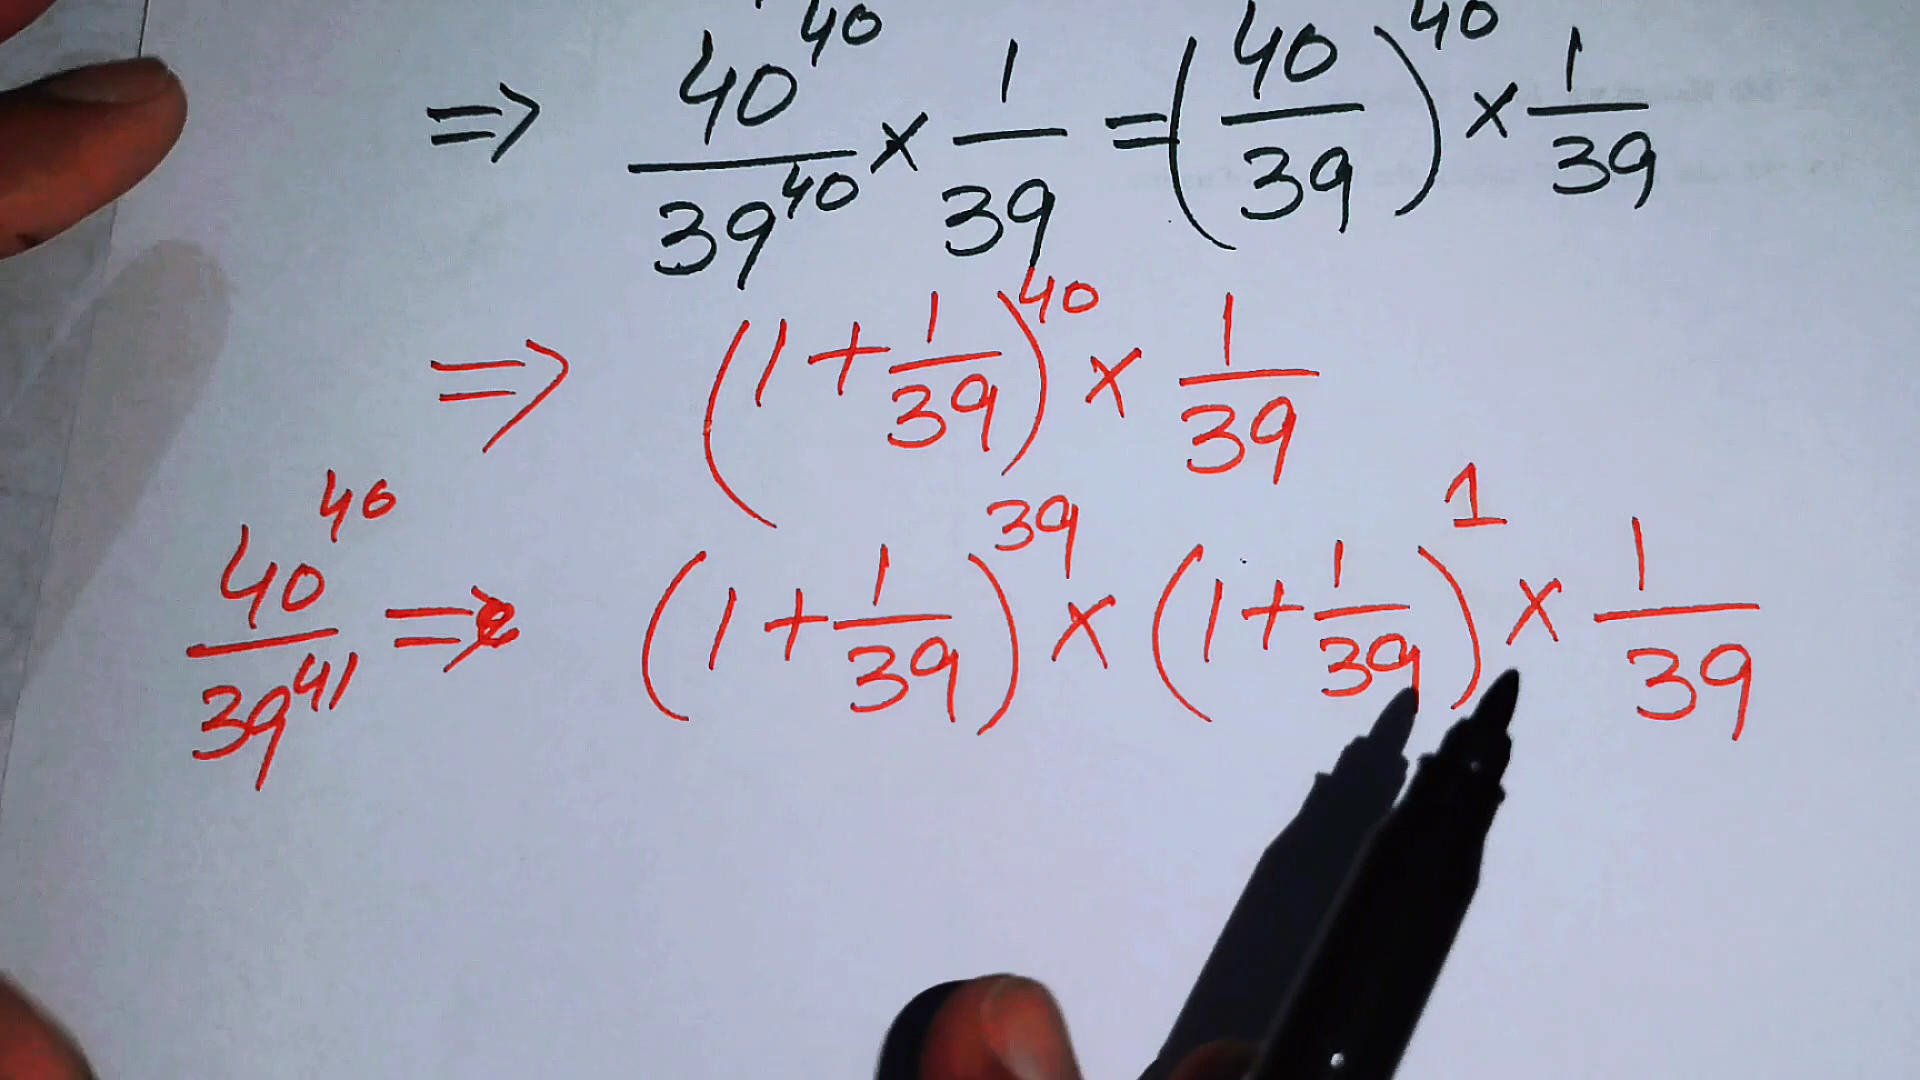 ⇒ 40^40/39^40 × 1/39 = (40/39)^40 × 1/39
⇒ (1 + 1/39)^40 × 1/39
40^40/39^41 ⇒ (1 + 1/39)^39 × (1 + 1/39)^1 × 1/39